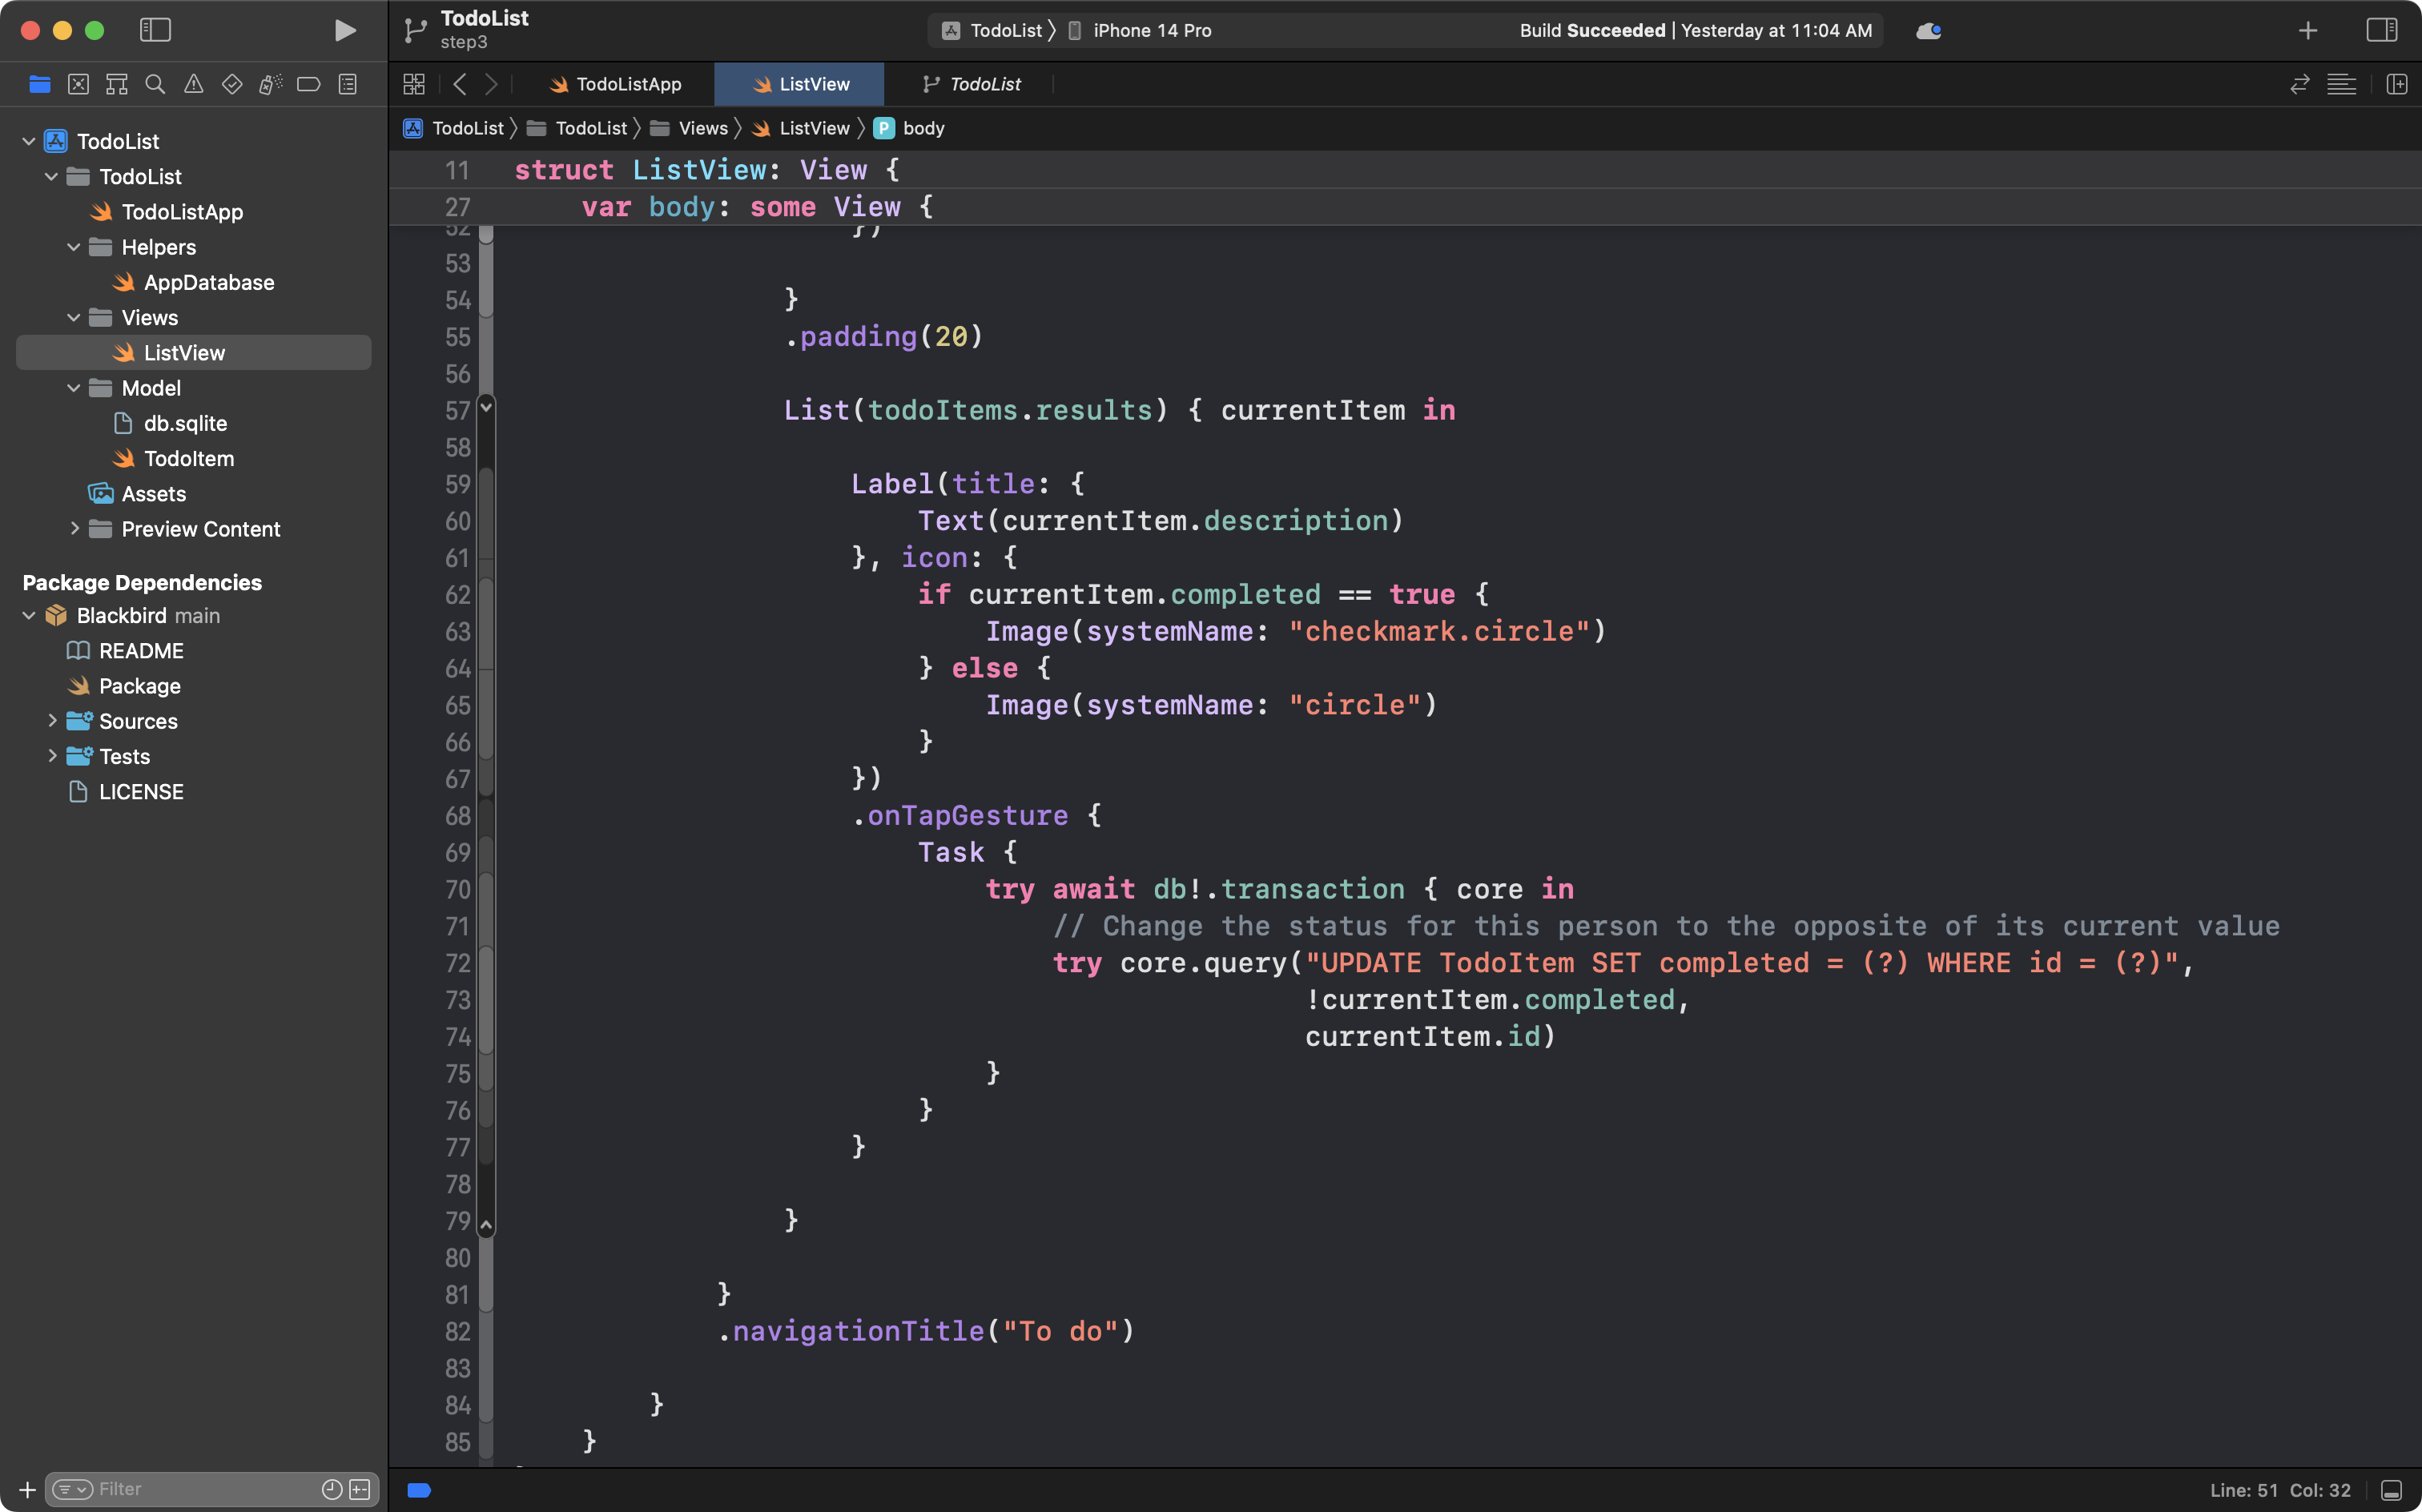 TodoList
step3
TodoList
iPhone 14 Pro
Build Succeeded | Yesterday at 11:04 AM
TodoListApp
ListView
TodoList
TodoList
TodoList
Views
ListView
P body
TodoList
TodoList
TodoListApp
Helpers
AppDatabase
Views
ListView
Model
db.sqlite
TodoItem
Assets
Preview Content
Package Dependencies
Blackbird main
README
Package
Sources
Tests
LICENSE
Filter
11 struct ListView: View {
27 var body: some View {
52 })
53
54 }
55 .padding(20)
56
57 List(todoItems.results) { currentItem in
58
59 Label(title: {
60 Text(currentItem.description)
61 }, icon: {
62 if currentItem.completed == true {
63 Image(systemName: "checkmark.circle")
64 } else {
65 Image(systemName: "circle")
66 }
67 })
68 .onTapGesture {
69 Task {
70 try await db!.transaction { core in
71 // Change the status for this person to the opposite of its current value
72 try core.query("UPDATE TodoItem SET completed = (?) WHERE id = (?)",
73 !currentItem.completed,
74 currentItem.id)
75 }
76 }
77 }
78
79 }
80
81 }
82 .navigationTitle("To do")
83
84 }
85 }
Line: 51 Col: 32